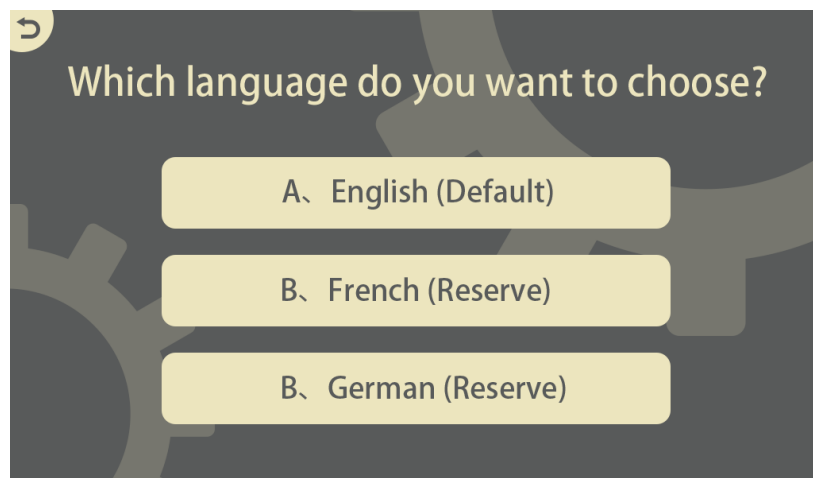 Which language do you want to choose?
A、English (Default)
B、French (Reserve)
B、German (Reserve)